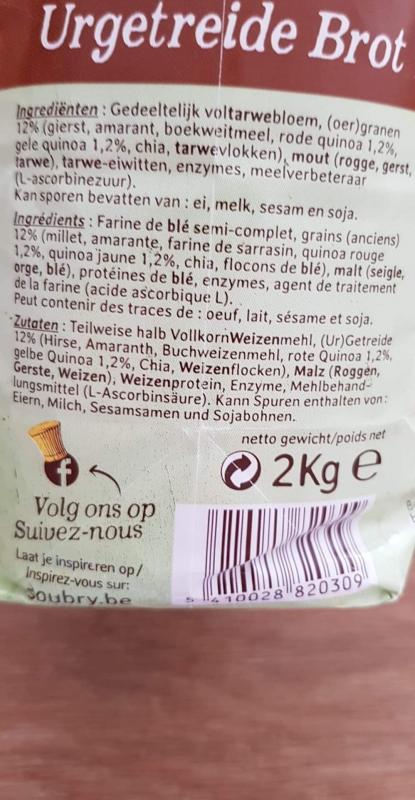 Urgetreide Brot
Ingrediënten : Gedeeltelijk voltarwebloem, (oer)granen
12% (gierst, amarant, boekweitmeel, rode quinoa 1,2%,
gele quinoa 1,2%, chia, tarwevlokken), mout (rogge, gerst,
tarwe), tarwe-eiwitten, enzymes, meelverbeteraar
(L-ascorbinezuur).
Kan sporen bevatten van : ei, melk, sesam en soja.
Ingrédients : Farine de blé semi-complet, grains (anciens)
12% (millet, amarante, farine de sarrasin, quinoa rouge
1,2%, quinoa jaune 1,2%, chia, flocons de blé), malt (seigle,
orge, blé), protéines de blé, enzymes, agent de traitement
de la farine (acide ascorbique L).
Peut contenir des traces de : oeuf, lait, sésame et soja.
Zutaten : Teilweise halb VollkornWeizenmehl, (Ur)Getreide
12% (Hirse, Amaranth, Buchweizenmehl, rote Quinoa 1,2%,
gelbe Quinoa 1,2%, Chia, Weizenflocken), Malz (Roggen,
Gerste, Weizen), Weizenprotein, Enzyme, Mehlbehand-
lungsmittel (L-Ascorbinsäure). Kann Spuren enthalten von:
Eiern, Milch, Sesamsamen und Sojabohnen.
netto gewicht/poids net
2Kg e
f
Volg ons op
Suivez-nous
Laat je inspireren op/
Inspirez-vous sur:
Soubry.be
5 410028 820309